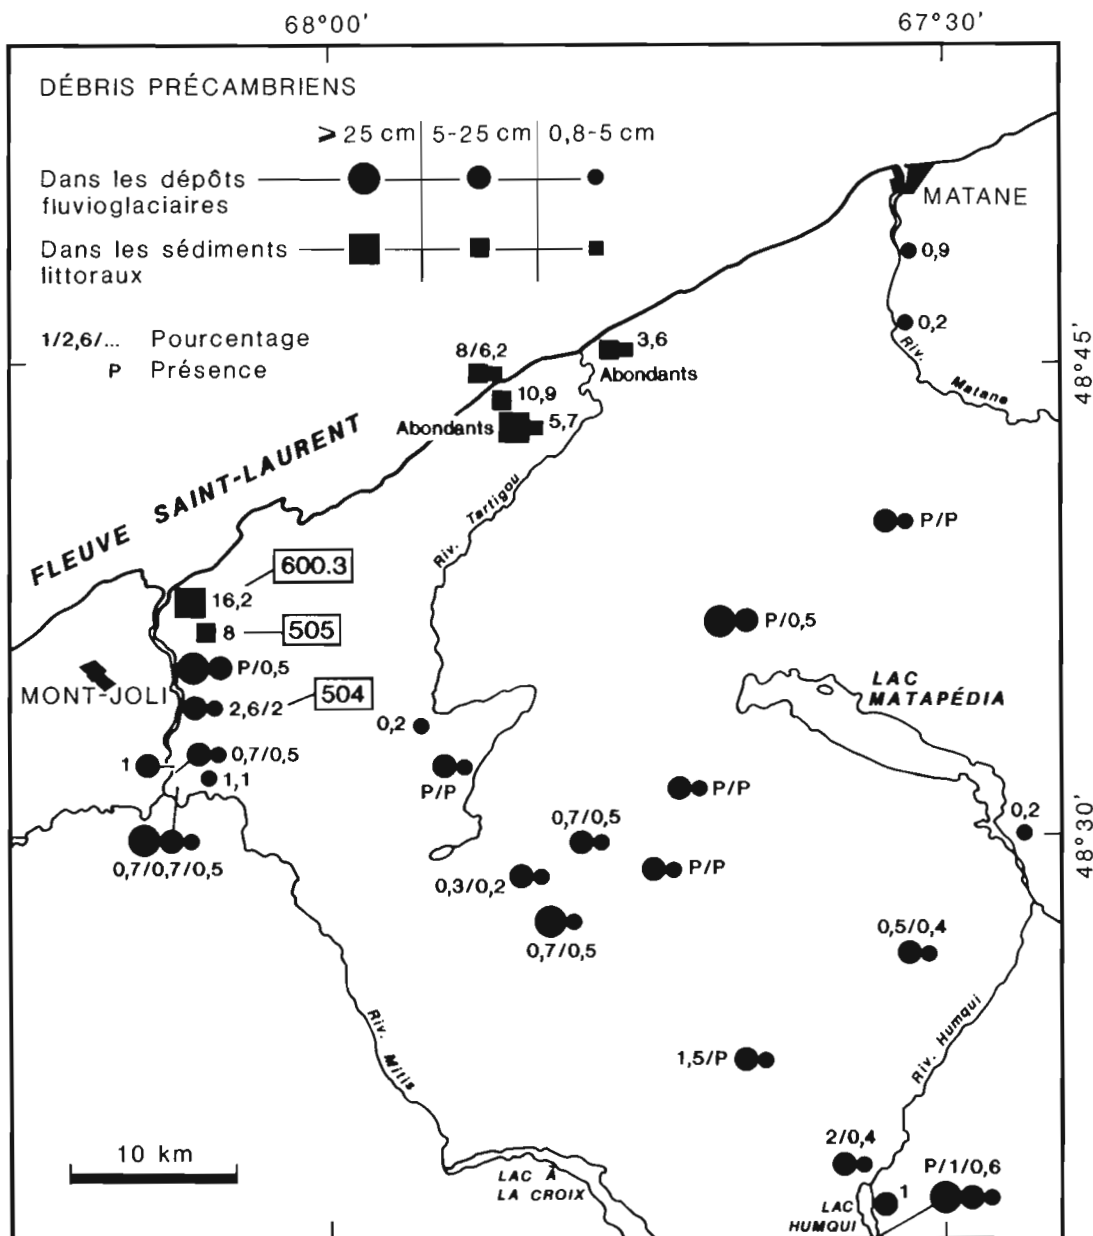 68°00'
67°30'
DÉBRIS PRÉCAMBRIENS
⩾ 25 cm
5-25 cm
0,8-5 cm
Dans les dépôts
fluvioglaciaires
Dans les sédiments
littoraux
1/2,6/... Pourcentage
P Présence
MATANE
0,9
0,2
Riv.
Matane
48°45'
8/6,2
3,6
Abondants
10,9
Abondants
5,7
FLEUVE SAINT-LAURENT
Riv. Tartigou
P/P
600.3
16,2
505
8
P/0,5
P/0,5
MONT-JOLI
504
2,6/2
LAC
MATAPÉDIA
0,2
0,7/0,5
1
1,1
P/P
P/P
0,2
48°30'
0,7/0,5
0,7/0,7/0,5
P/P
0,3/0,2
0,7/0,5
0,5/0,4
Riv. Mitis
Riv. Humqui
1,5/P
2/0,4
10 km
P/1/0,6
LAC À
LA CROIX
1
LAC
HUMQUI